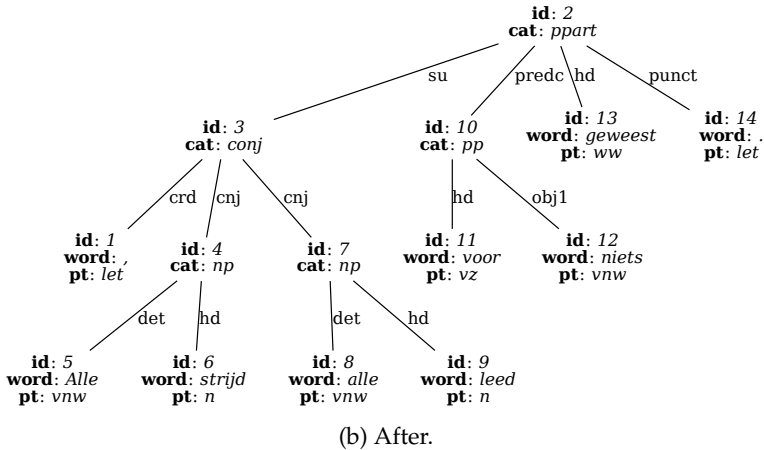 id: 2
cat: ppart
su
predc
hd
punct
id: 3
cat: conj
id: 10
cat: pp
id: 13
word: geweest
pt: ww
id: 14
word: .
pt: let
crd
cnj
cnj
hd
obj1
id: 1
word: ,
pt: let
id: 4
cat: np
id: 7
cat: np
id: 11
word: voor
pt: vz
id: 12
word: niets
pt: vnw
det
hd
det
hd
id: 5
word: Alle
pt: vnw
id: 6
word: strijd
pt: n
id: 8
word: alle
pt: vnw
id: 9
word: leed
pt: n
(b) After.